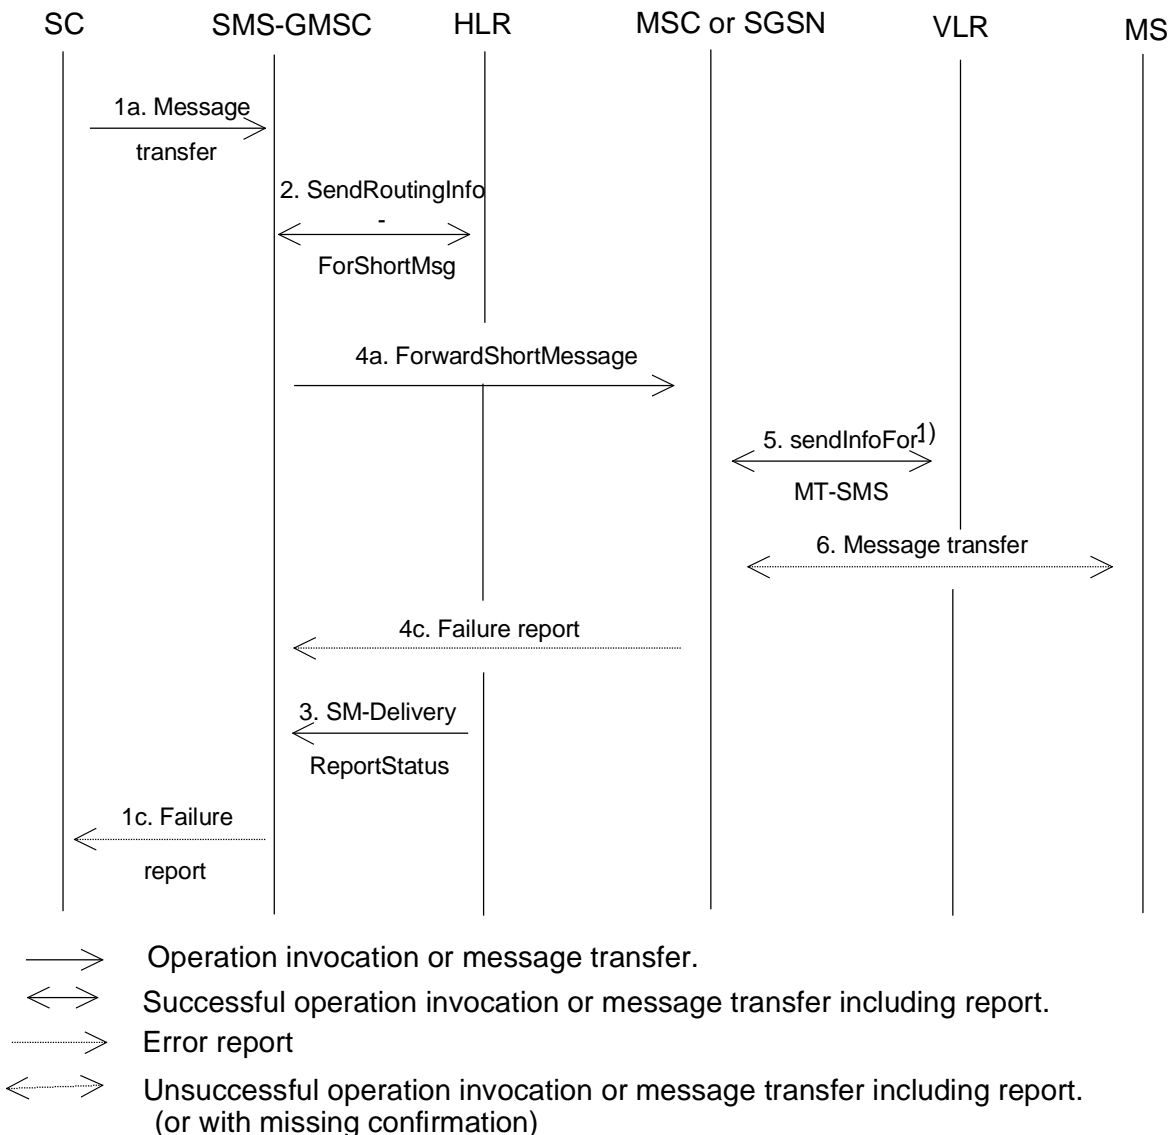 SC SMS-GMSC HLR MSC or SGSN VLR MS
1a. Message
transfer
2. SendRoutingInfo
-
ForShortMsg
4a. ForwardShortMessage
5. sendInfoFor- 1)
MT-SMS
6. Message transfer
4c. Failure report
3. SM-Delivery
ReportStatus
1c. Failure
report
Operation invocation or message transfer.
Successful operation invocation or message transfer including report.
Error report
Unsuccessful operation invocation or message transfer including report.
(or with missing confirmation)